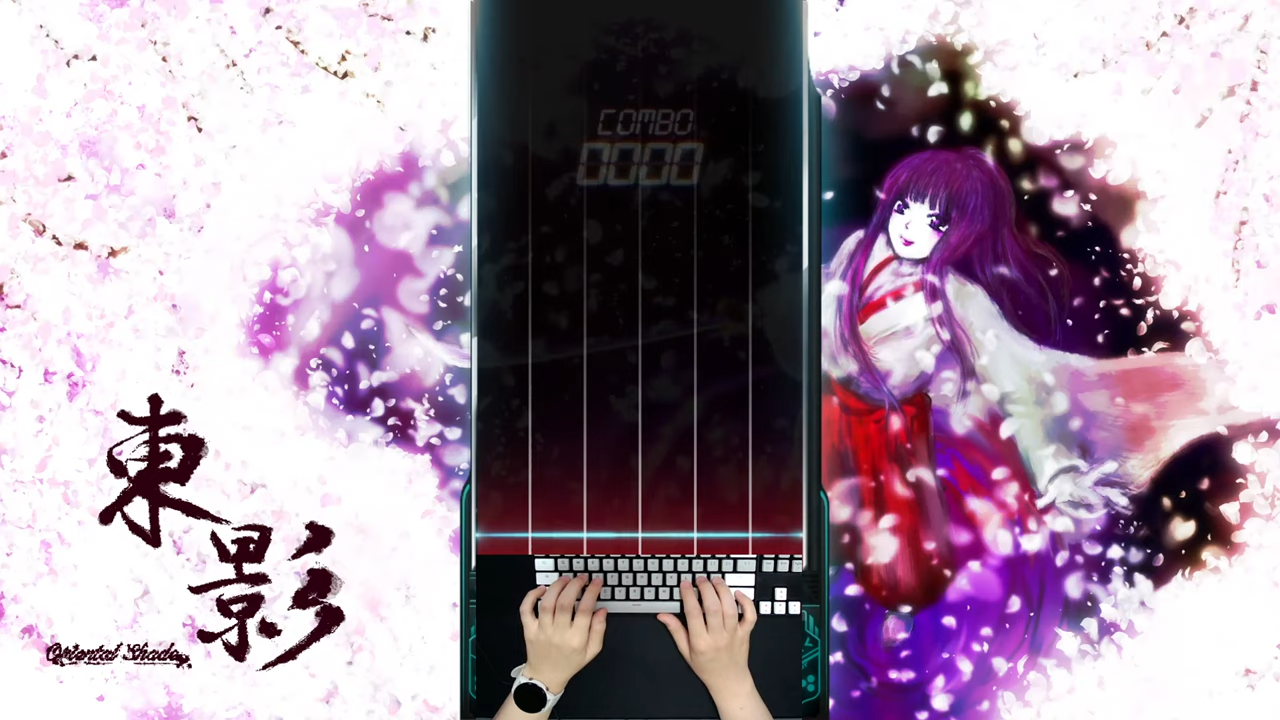 COMBO
0000
東
影
Oriental Shade